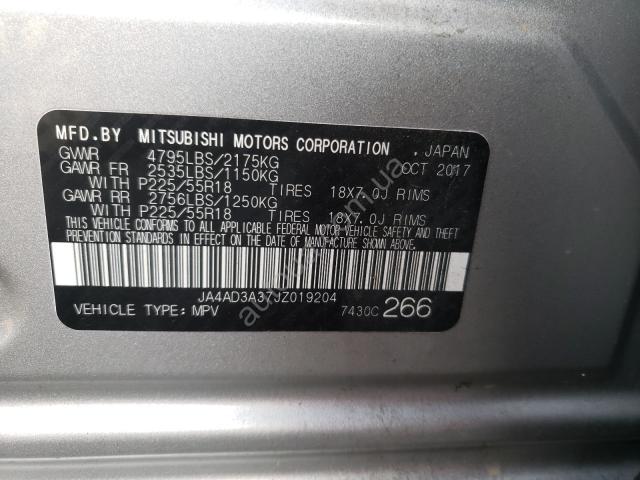 MFD.BY MITSUBISHI MOTORS CORPORATION . JAPAN
GVWR 4795LBS/2175KG OCT 2017
GAWR FR 2535LBS/1150KG
WITH P225/55R18 TIRES 18X7.0J RIMS
GAWR RR 2756LBS/1250KG
WITH P225/55R18 TIRES 18X7.0J RIMS
THIS VEHICLE CONFORMS TO ALL APPLICABLE FEDERAL MOTOR VEHICLE SAFETY AND THEFT
PREVENTION STANDARDS IN EFFECT ON THE DATE OF MANUFACTURE SHOWN ABOVE.
JA4AD3A37JZ019204
VEHICLE TYPE:MPV 7430C 266